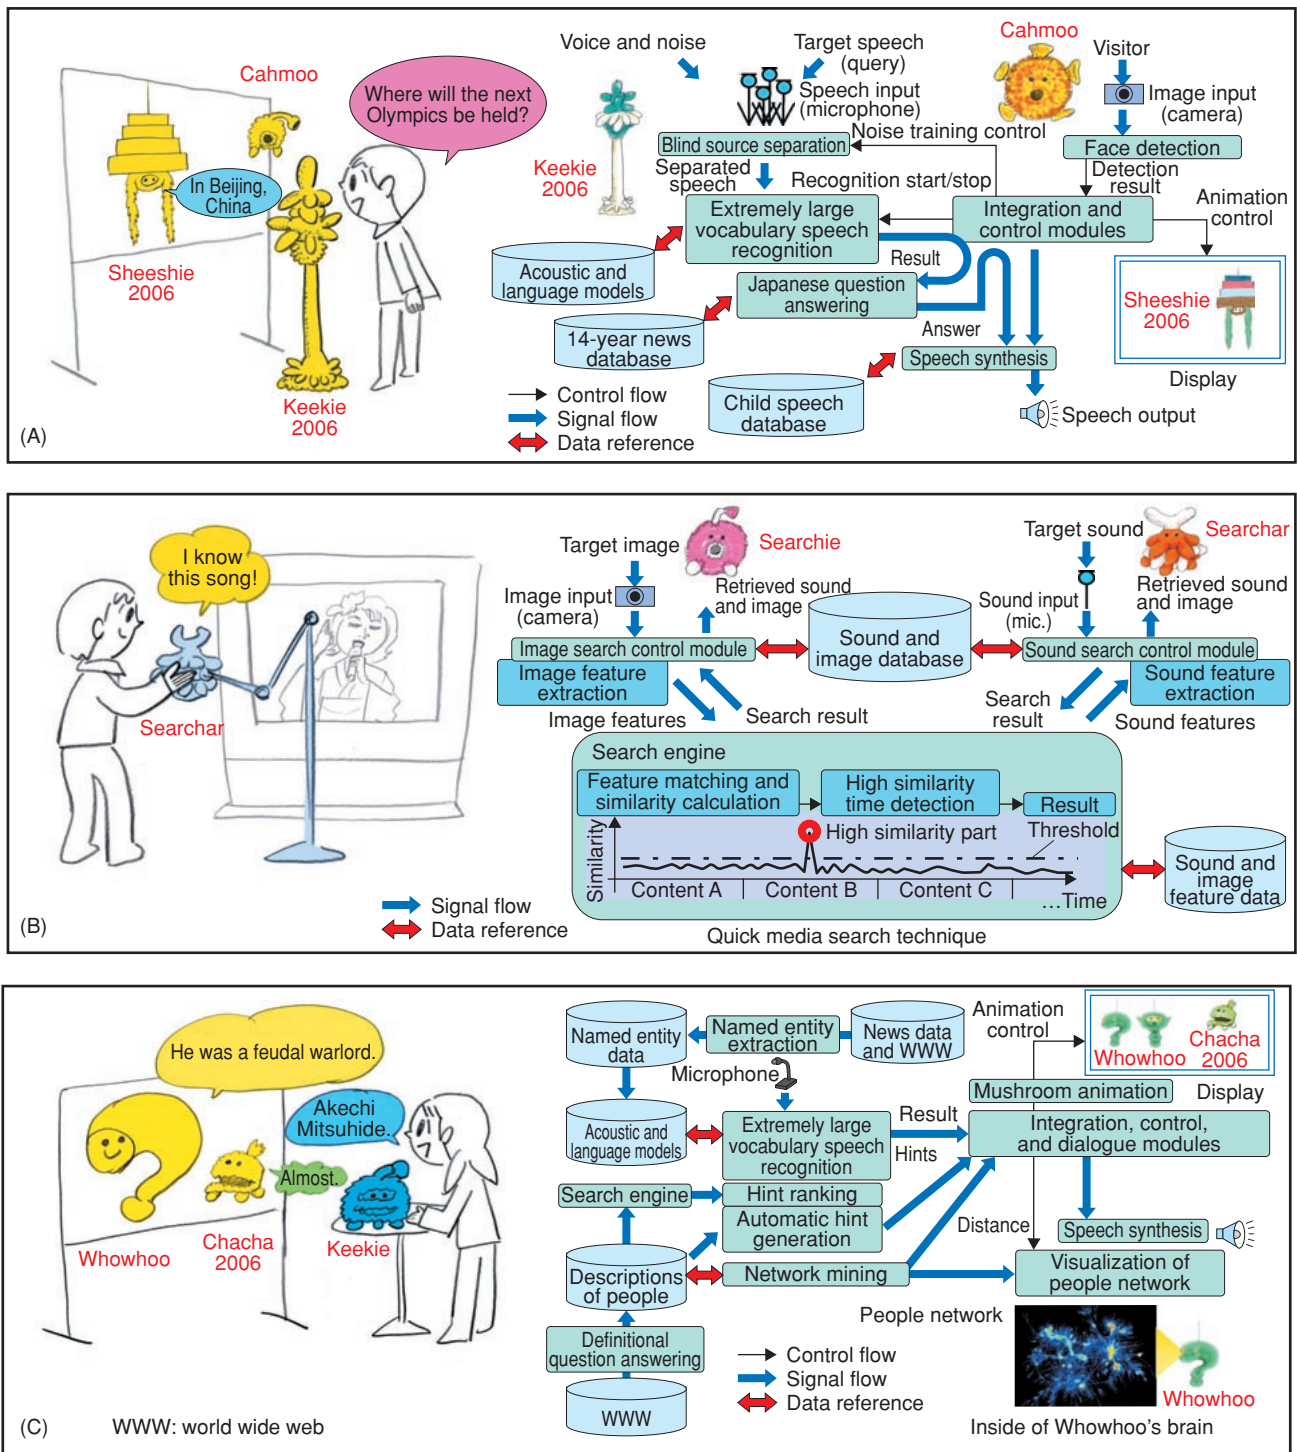 Cahmoo
Where will the next
Olympics be held?
In Beijing,
China
Sheeshie
2006
Keekie
2006
(A)
Voice and noise
Target speech
(query)
Speech input
(microphone)
Keekie
2006
Cahmoo
Visitor
Image input
(camera)
Blind source separation
Noise training control
Face detection
Separated
speech
Recognition start/stop
Detection
result
Extremely large
vocabulary speech
recognition
Integration and
control modules
Animation
control
Acoustic and
language models
Result
Japanese question
answering
Sheeshie
2006
14-year news
database
Answer
Speech synthesis
Display
Child speech
database
Speech output
Control flow
Signal flow
Data reference
I know
this song!
Searchar
(B)
Target image
Searchie
Target sound
Searchar
Image input
(camera)
Retrieved sound
and image
Sound and
image database
Sound input
(mic.)
Retrieved sound
and image
Image search control module
Sound search control module
Image feature
extraction
Sound feature
extraction
Image features
Search result
Search
result
Sound features
Search engine
Feature matching and
similarity calculation
High similarity
time detection
Result
Similarity
High similarity part
Threshold
Content A
Content B
Content C
…Time
Sound and
image
feature data
Signal flow
Data reference
Quick media search technique
He was a feudal warlord.
Akechi
Mitsuhide.
Almost.
Whowhoo
Chacha
2006
Keekie
(C)
WWW: world wide web
Named entity
data
Named entity
extraction
News data
and WWW
Animation
control
Whowhoo
Chacha
2006
Microphone
Mushroom animation
Display
Acoustic and
language models
Extremely large
vocabulary speech
recognition
Result
Hints
Integration, control,
and dialogue modules
Search engine
Hint ranking
Automatic hint
generation
Distance
Speech synthesis
Descriptions
of people
Network mining
Visualization of
people network
People network
Definitional
question answering
WWW
Control flow
Signal flow
Data reference
Whowhoo
Inside of Whowhoo's brain